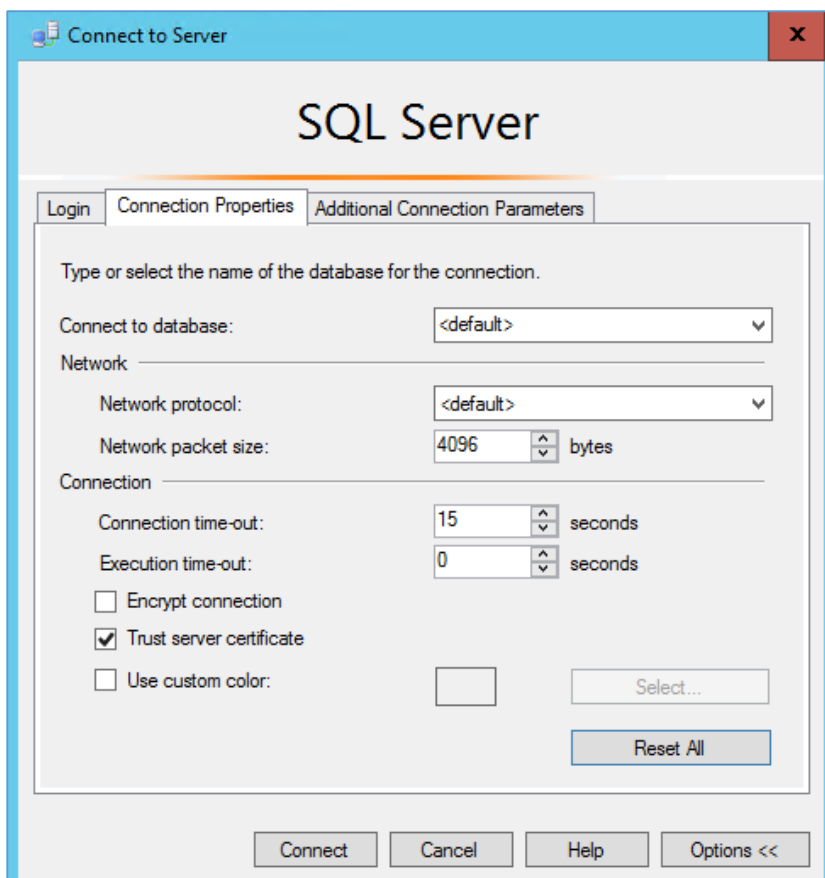 Connect to Server
x
SQL Server
Login Connection Properties Additional Connection Parameters
Type or select the name of the database for the connection.
Connect to database: <default>
Network
Network protocol: <default>
Network packet size: 4096 bytes
Connection
Connection time-out: 15 seconds
Execution time-out: 0 seconds
Encrypt connection
Trust server certificate
Use custom color: Select...
Reset All
Connect Cancel Help Options <<